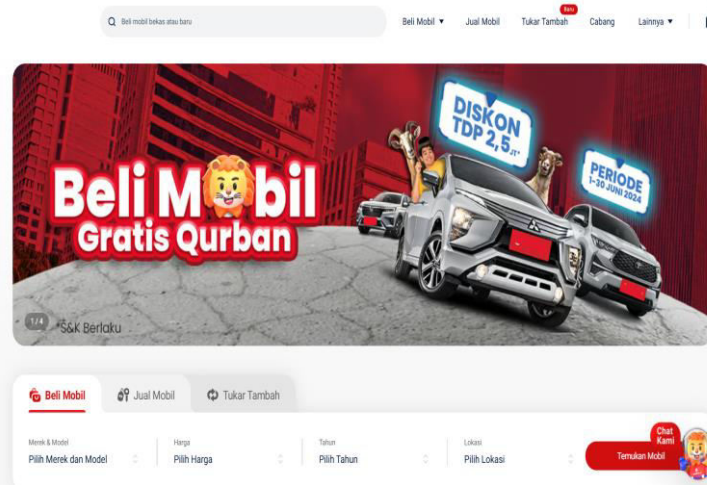 Beli mobil bekas atau baru
Beli Mobil
Jual Mobil
Baru
Tukar Tambah
Cabang
Lainnya
DISKON
TDP 2,5 JT*
PERIODE
1-30 JUNI 2024
Beli Mobil
Gratis Qurban
1/4
*S&K Berlaku
Beli Mobil
Jual Mobil
Tukar Tambah
Merek & Model
Pilih Merek dan Model
Harga
Pilih Harga
Tahun
Pilih Tahun
Lokasi
Pilih Lokasi
Temukan Mobil
Chat
Kami